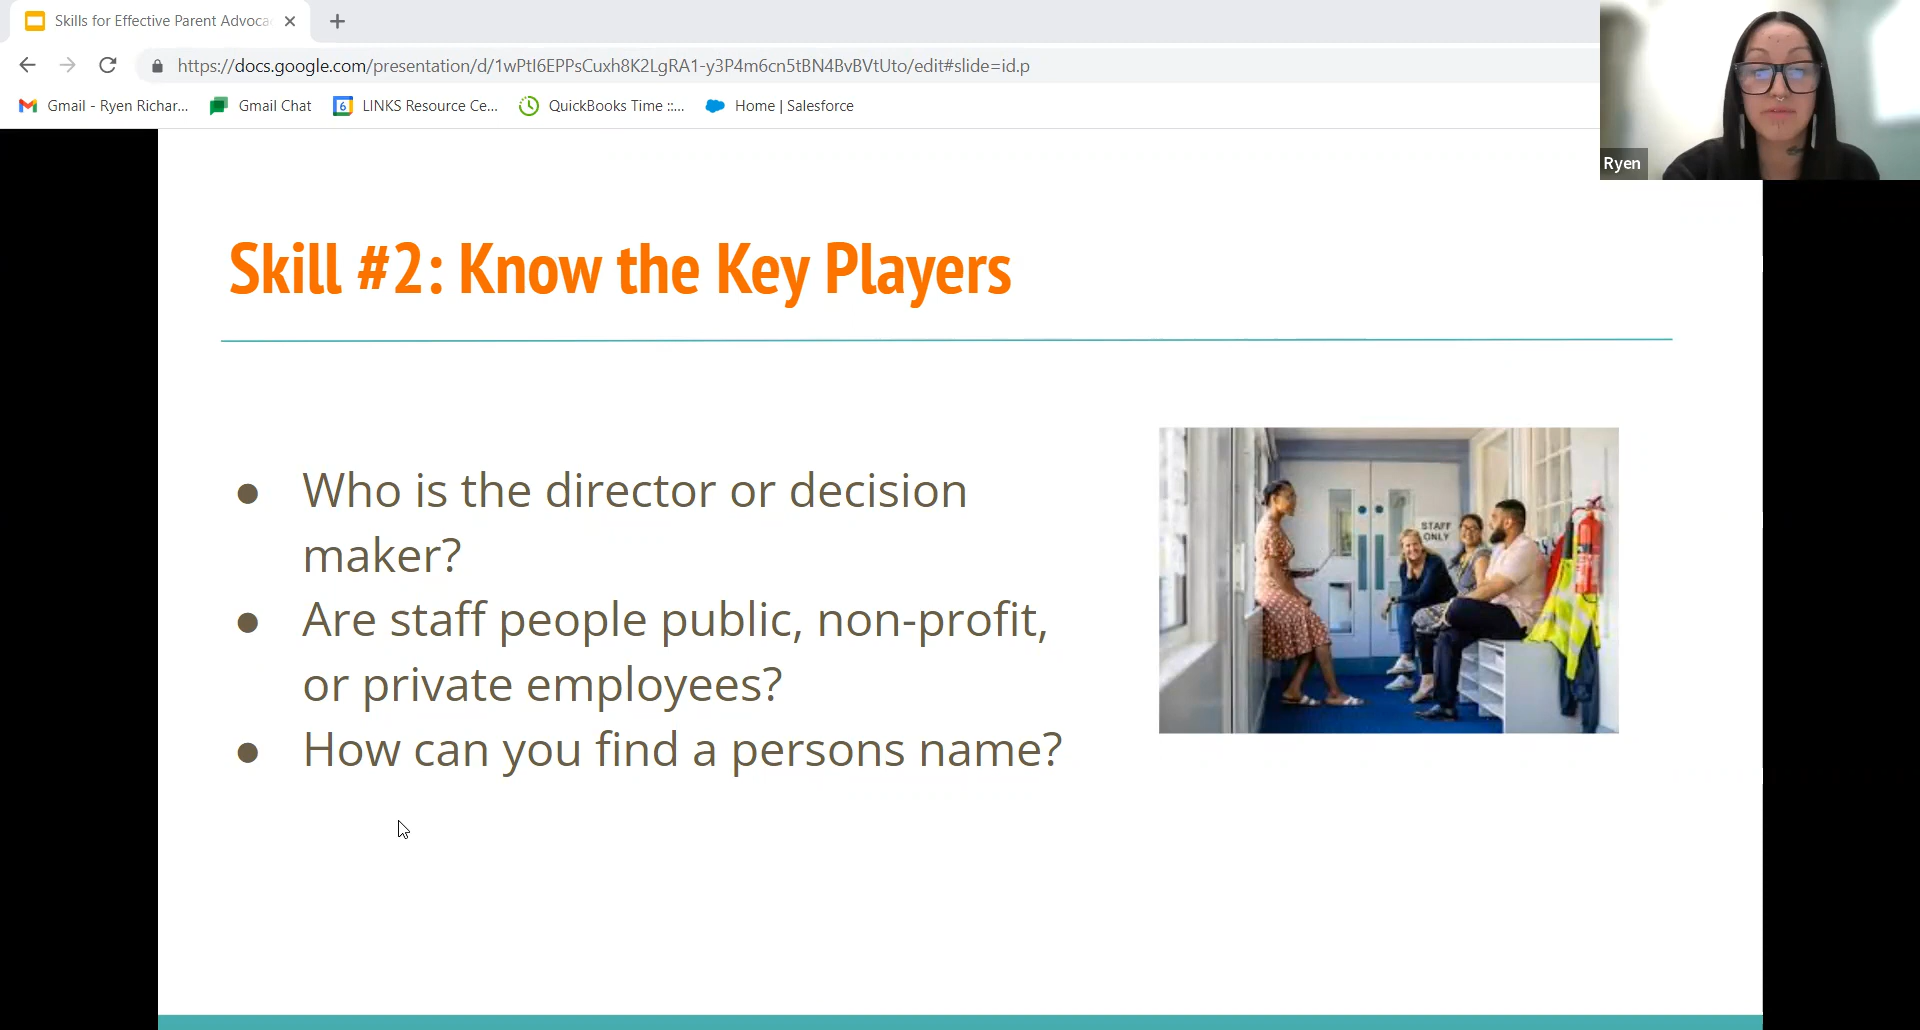 Skills for Effective Parent Advoca
https://docs.google.com/presentation/d/1wPtI6EPPsCuxh8K2LgRA1-y3P4m6cn5tBN4BvBVtUto/edit#slide=id.p
Gmail - Ryen Richar... Gmail Chat 6 LINKS Resource Ce... QuickBooks Time ::... Home | Salesforce
Ryen
Skill #2: Know the Key Players
● Who is the director or decision
maker?
● Are staff people public, non-profit,
or private employees?
● How can you find a persons name?
STAFF
ONLY